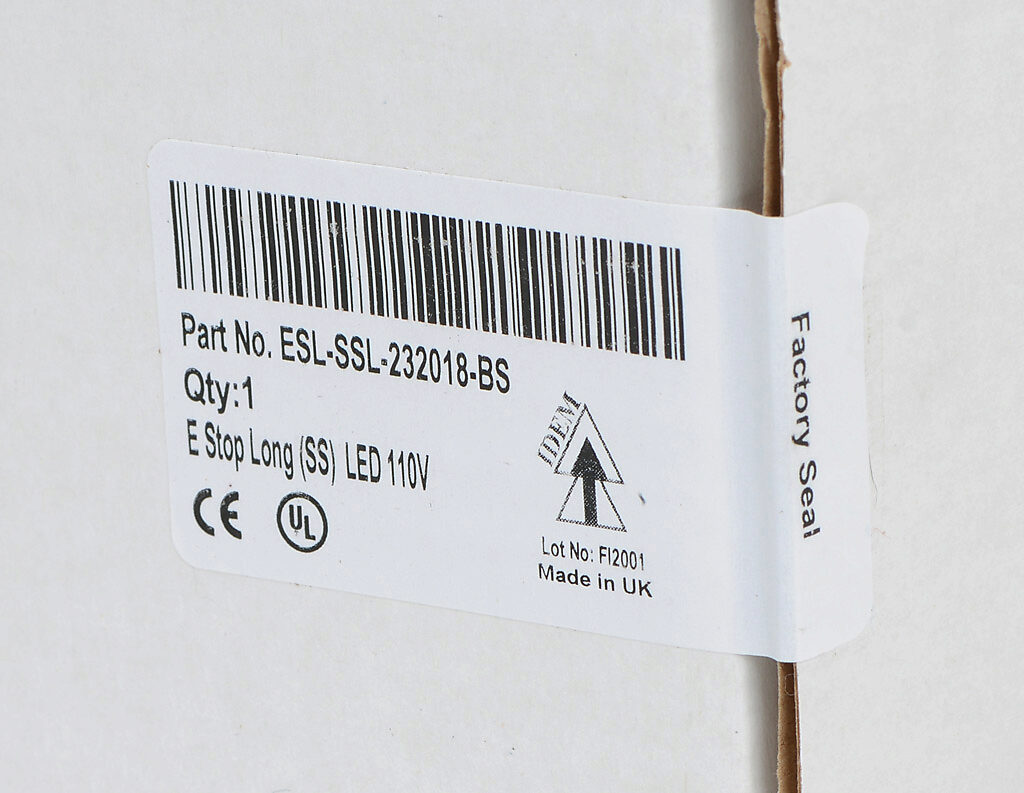 Part No. ESL-SSL-232018-BS
Qty:1
E Stop Long (SS) LED 110V
CE
UL
IDEM
Lot No: FI2001
Made in UK
Factory Seal